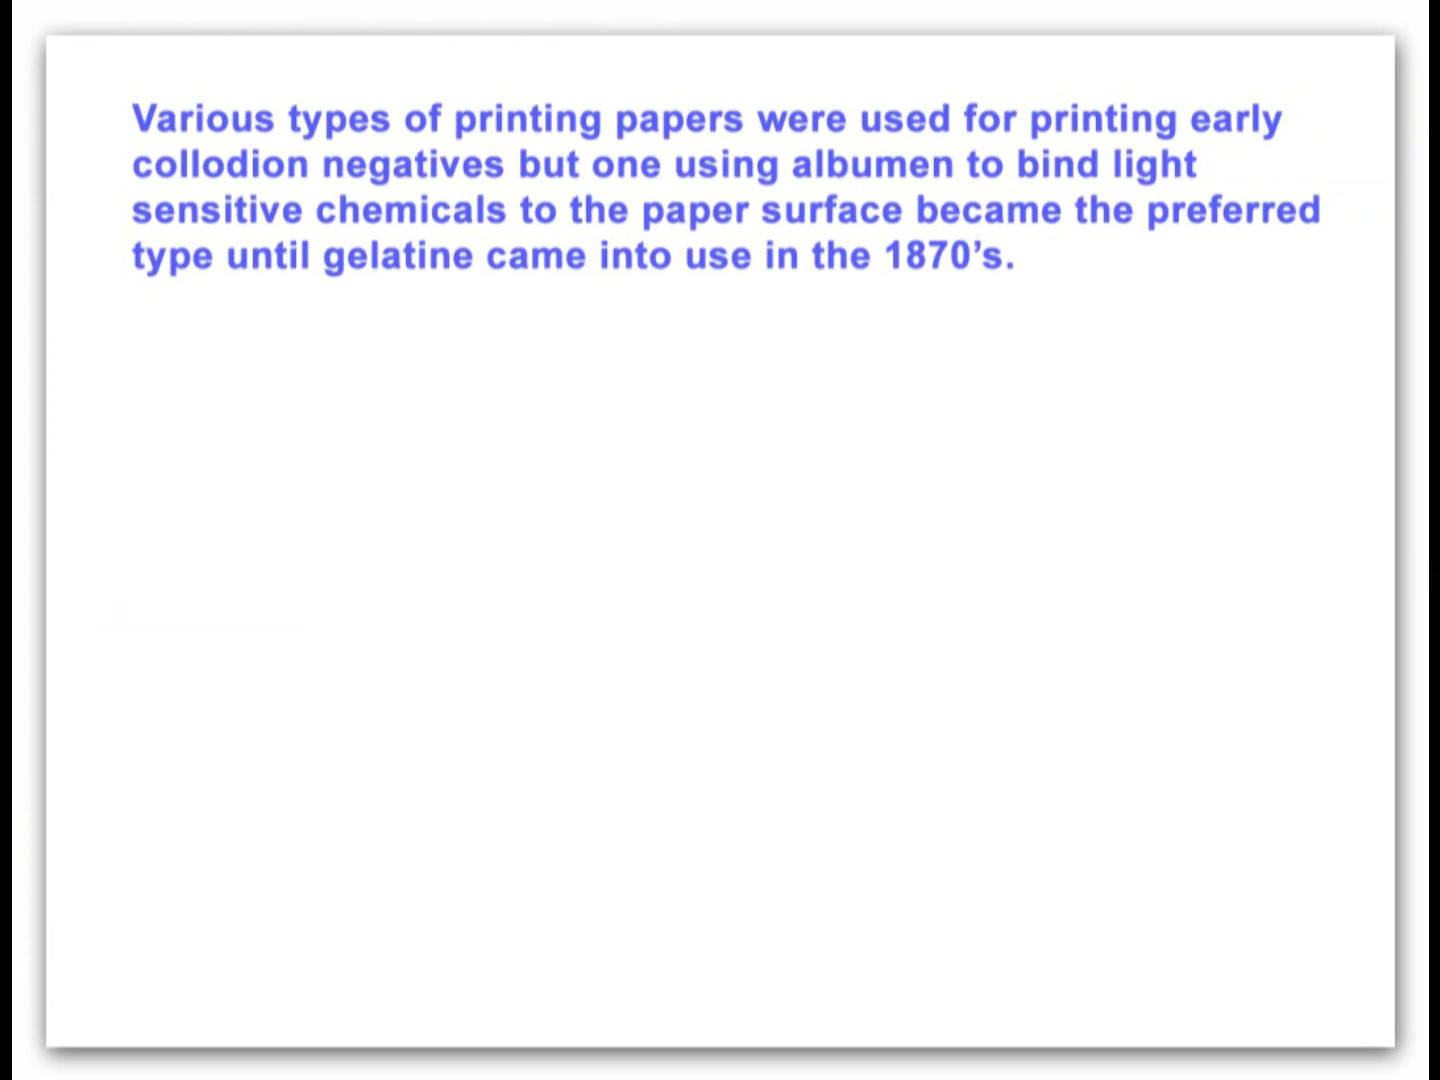 Various types of printing papers were used for printing early
collodion negatives but one using albumen to bind light
sensitive chemicals to the paper surface became the preferred
type until gelatine came into use in the 1870’s.